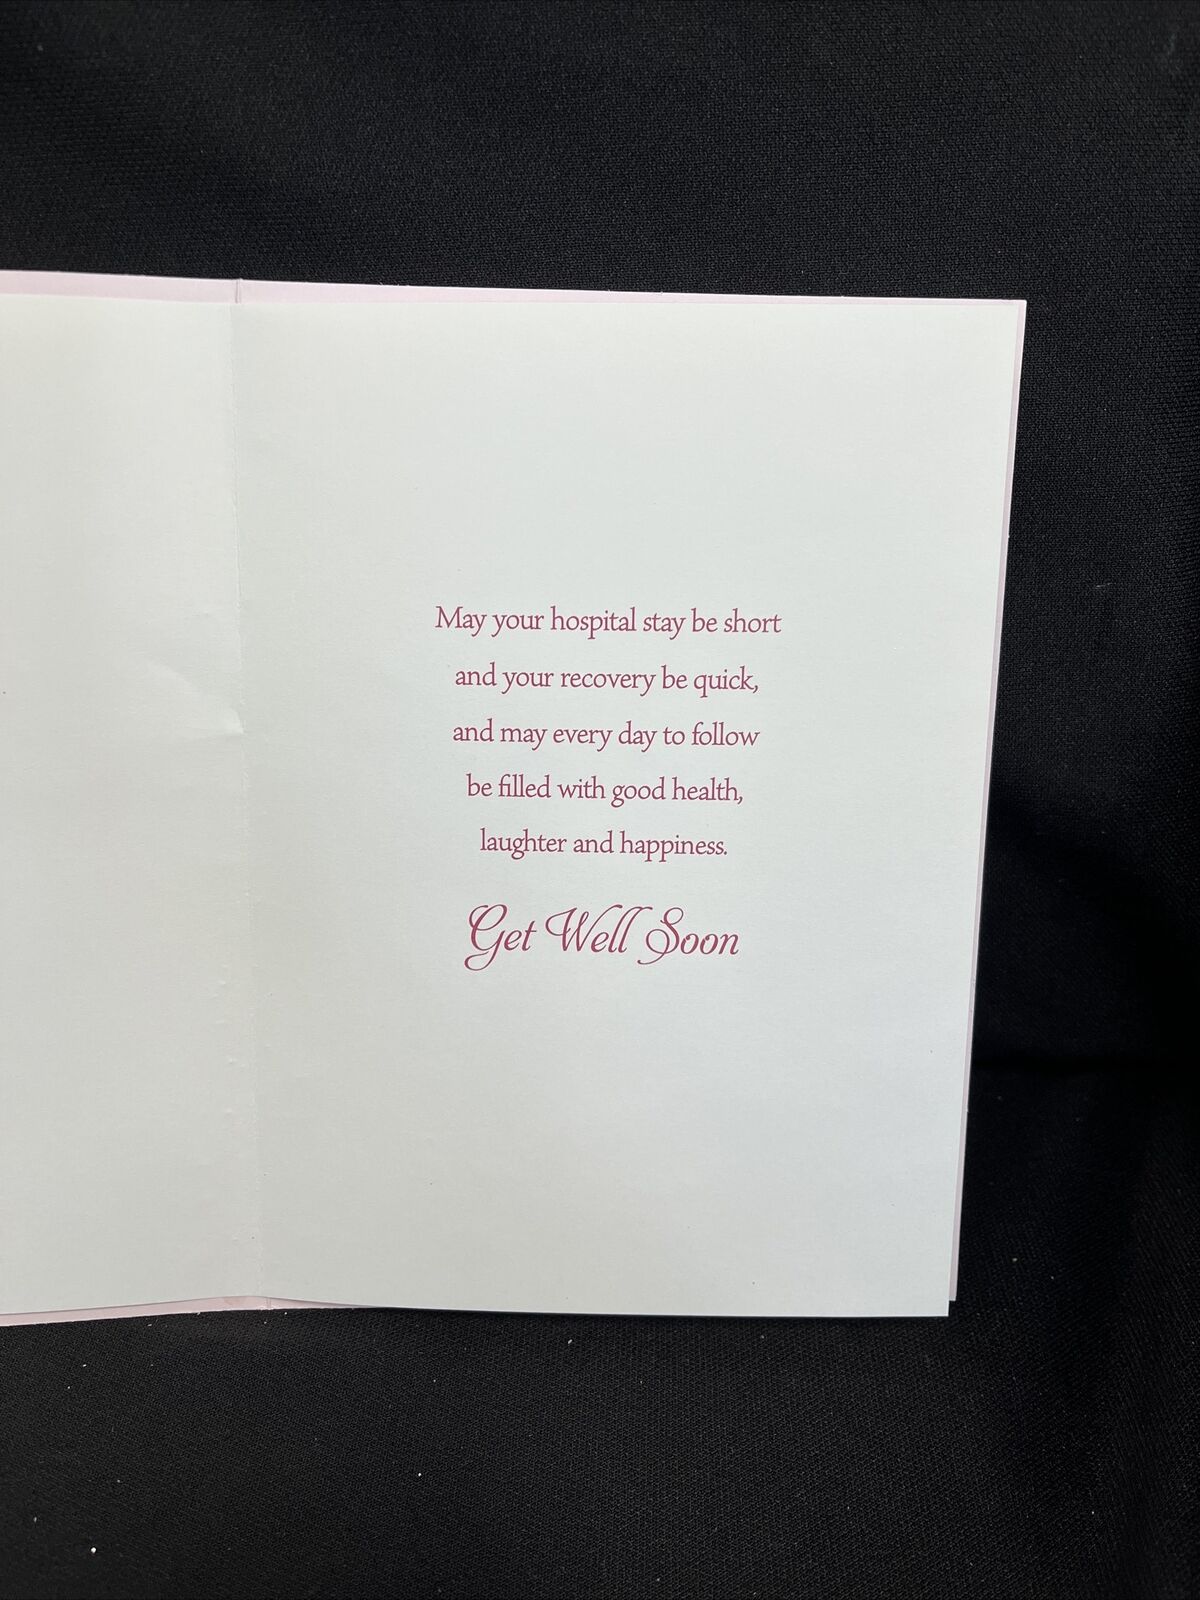 May your hospital stay be short
and your recovery be quick,
and may every day to follow
be filled with good health,
laughter and happiness.
Get Well Soon